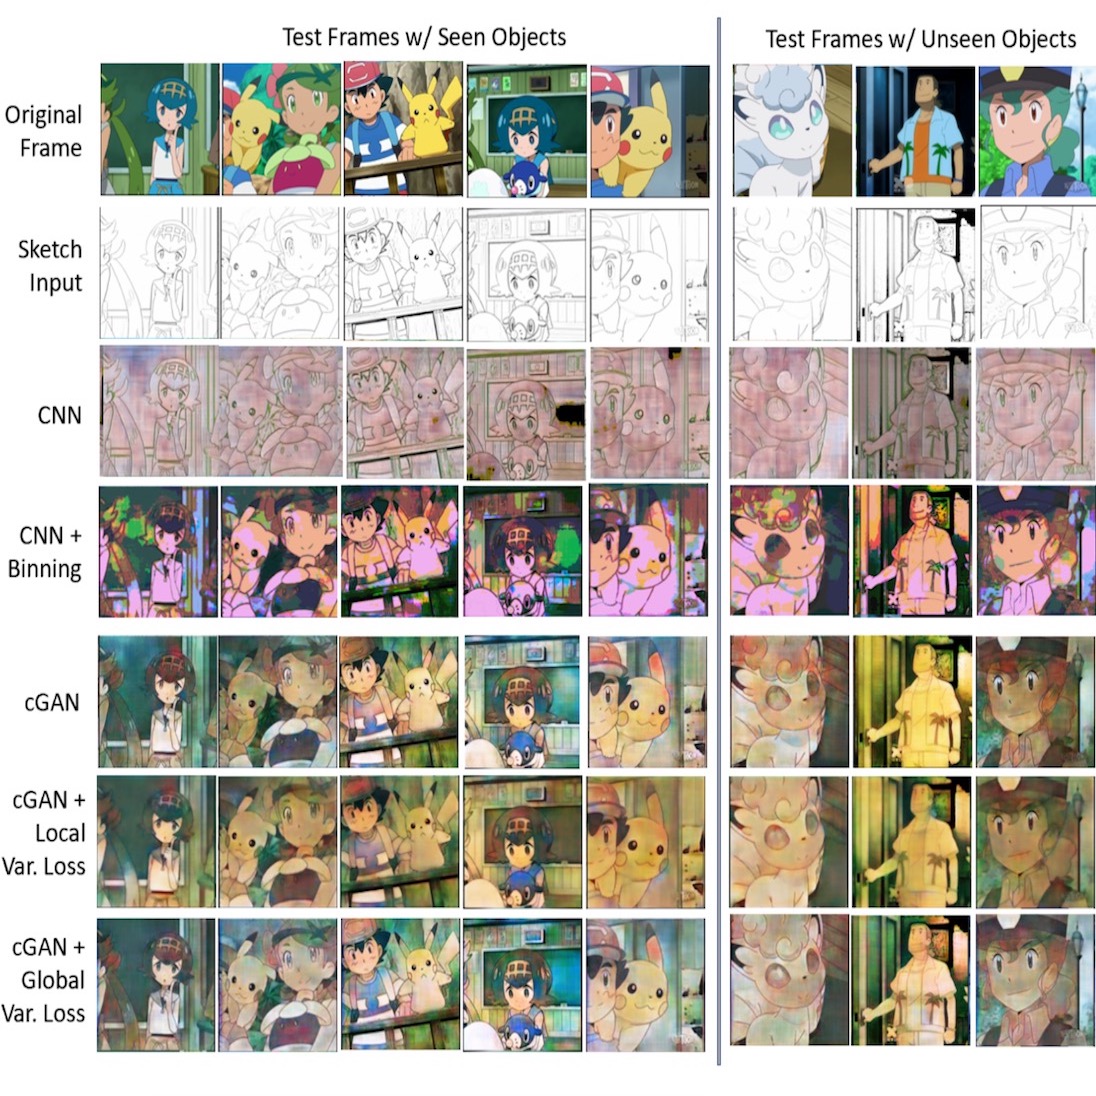 Test Frames w/ Seen Objects
Test Frames w/ Unseen Objects
Original
Frame
Sketch
Input
CNN
CNN +
Binning
cGAN
cGAN +
Local
Var. Loss
cGAN +
Global
Var. Loss